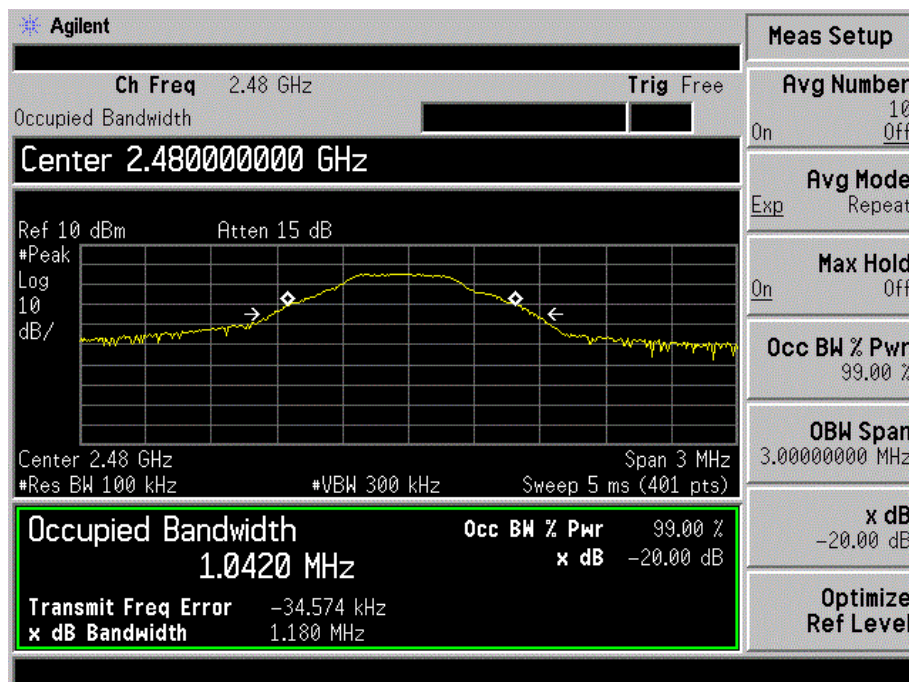 Agilent
Ch Freq 2.48 GHz Trig Free
Occupied Bandwidth
Center 2.480000000 GHz
Ref 10 dBm Atten 15 dB
#Peak
Log
10
dB/
Center 2.48 GHz Span 3 MHz
#Res BW 100 kHz #VBW 300 kHz Sweep 5 ms (401 pts)
Occupied Bandwidth
1.0420 MHz
Occ BW % Pwr 99.00 %
x dB -20.00 dB
Transmit Freq Error -34.574 kHz
x dB Bandwidth 1.180 MHz
Meas Setup
Avg Number
10
On Off
Avg Mode
Exp Repeat
Max Hold
On Off
Occ BW % Pwr
99.00 %
OBW Span
3.00000000 MHz
x dB
-20.00 dB
Optimize
Ref Level